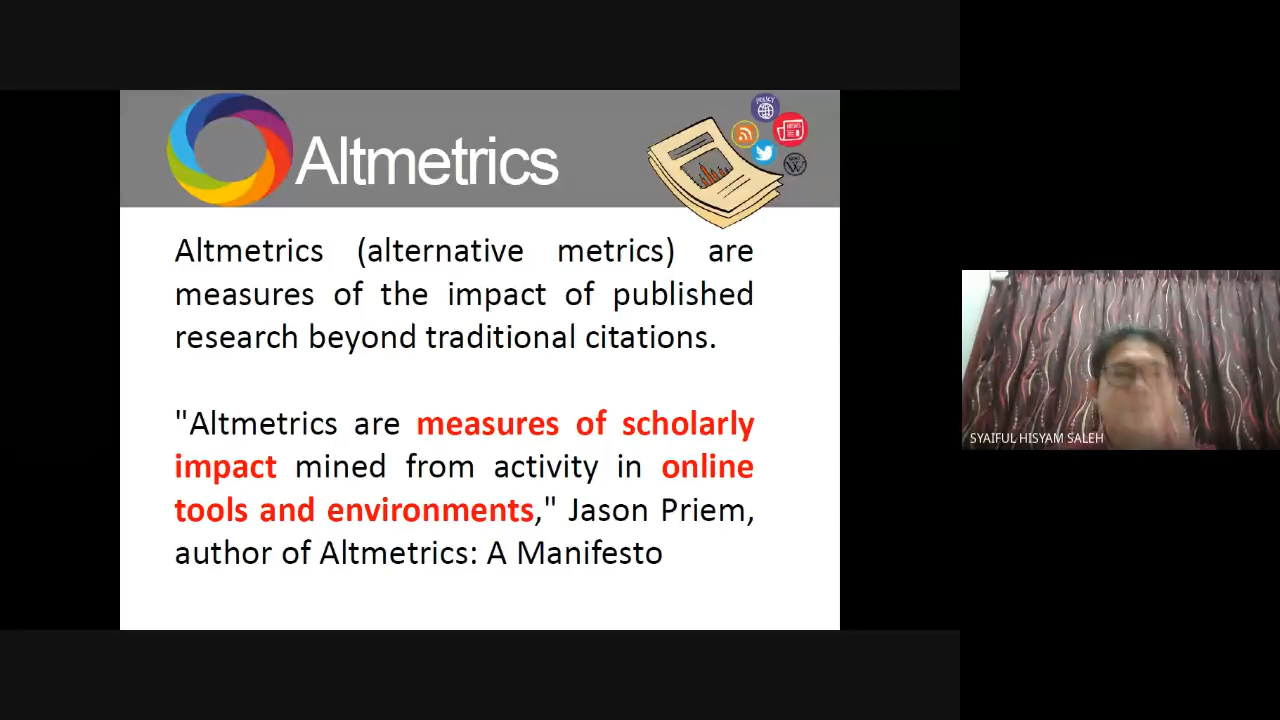 Altmetrics
POLICY
NEWS
Altmetrics (alternative metrics) are
measures of the impact of published
research beyond traditional citations.
"Altmetrics are measures of scholarly
impact mined from activity in online
tools and environments," Jason Priem,
author of Altmetrics: A Manifesto
SYAIFUL HISYAM SALEH